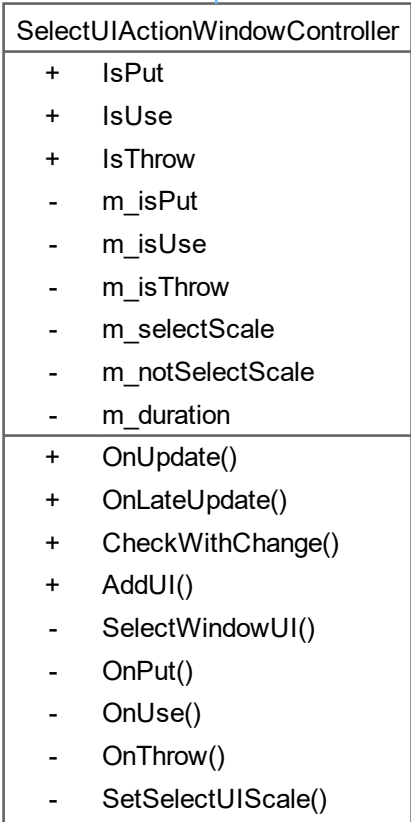 SelectUIActionWindowController
+ IsPut
+ IsUse
+ IsThrow
- m_isPut
- m_isUse
- m_isThrow
- m_selectScale
- m_notSelectScale
- m_duration
+ OnUpdate()
+ OnLateUpdate()
+ CheckWithChange()
+ AddUI()
- SelectWindowUI()
- OnPut()
- OnUse()
- OnThrow()
- SetSelectUIScale()